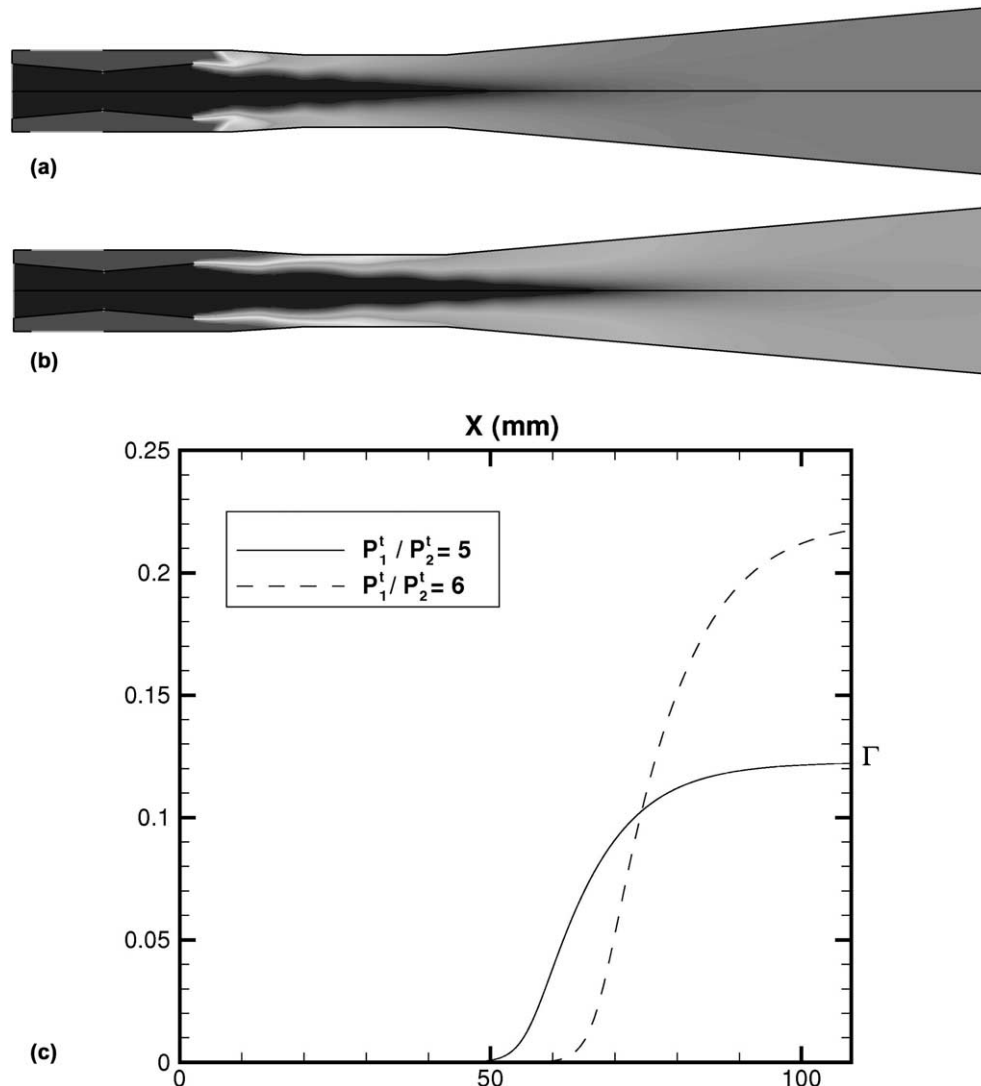 (a)
(b)
X (mm)
0.25
0.2
0.15
0.1
0.05
0
P₁ᵗ / P₂ᵗ = 5
P₁ᵗ / P₂ᵗ = 6
Γ
(c)
0
50
100